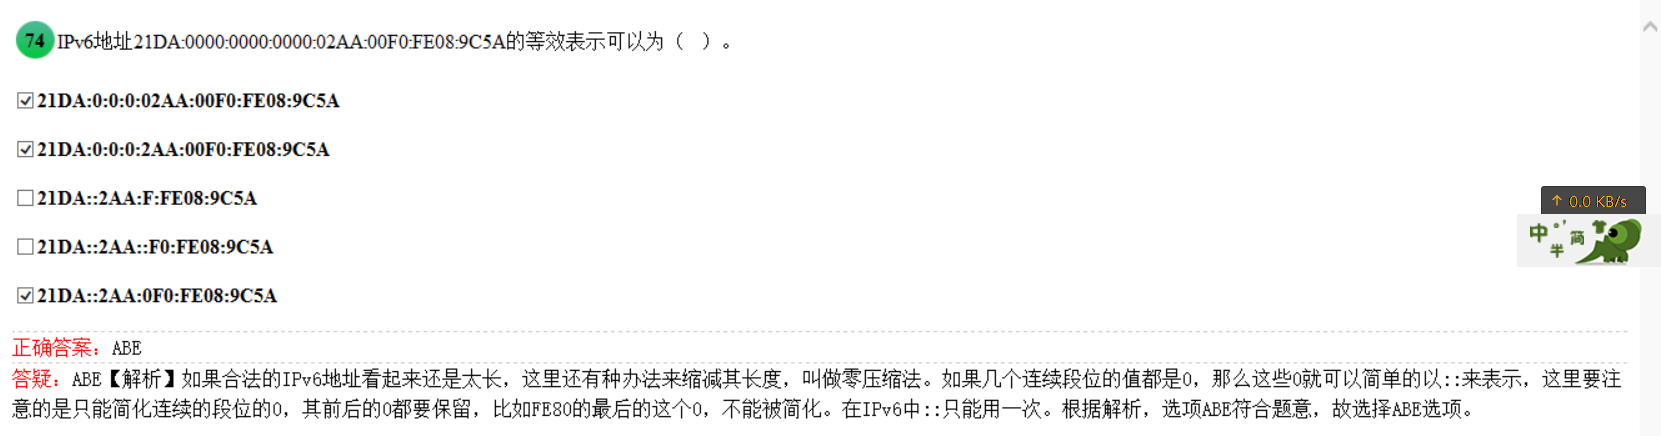 74 IPv6地址21DA:0000:0000:0000:02AA:00F0:FE08:9C5A的等效表示可以为（ ）。
21DA:0:0:0:02AA:00F0:FE08:9C5A
21DA:0:0:0:2AA:00F0:FE08:9C5A
21DA::2AA:F:FE08:9C5A
↑ 0.0 KB/s
中 °’ 简
半
21DA::2AA::F0:FE08:9C5A
21DA::2AA:0F0:FE08:9C5A
正确答案：ABE
答疑：ABE【解析】如果合法的IPv6地址看起来还是太长，这里还有种办法来缩减其长度，叫做零压缩法。如果几个连续段位的值都是0，那么这些0就可以简单的以::来表示，这里要注
意的是只能简化连续的段位的0，其前后的0都要保留，比如FE80的最后的这个0，不能被简化。在IPv6中::只能用一次。根据解析，选项ABE符合题意，故选择ABE选项。